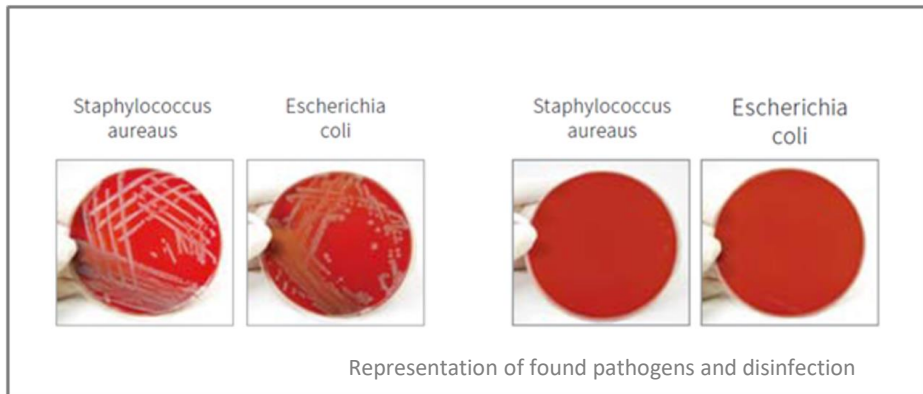 Staphylococcus
aureaus
Escherichia
coli
Staphylococcus
aureaus
Escherichia
coli
Representation of found pathogens and disinfection